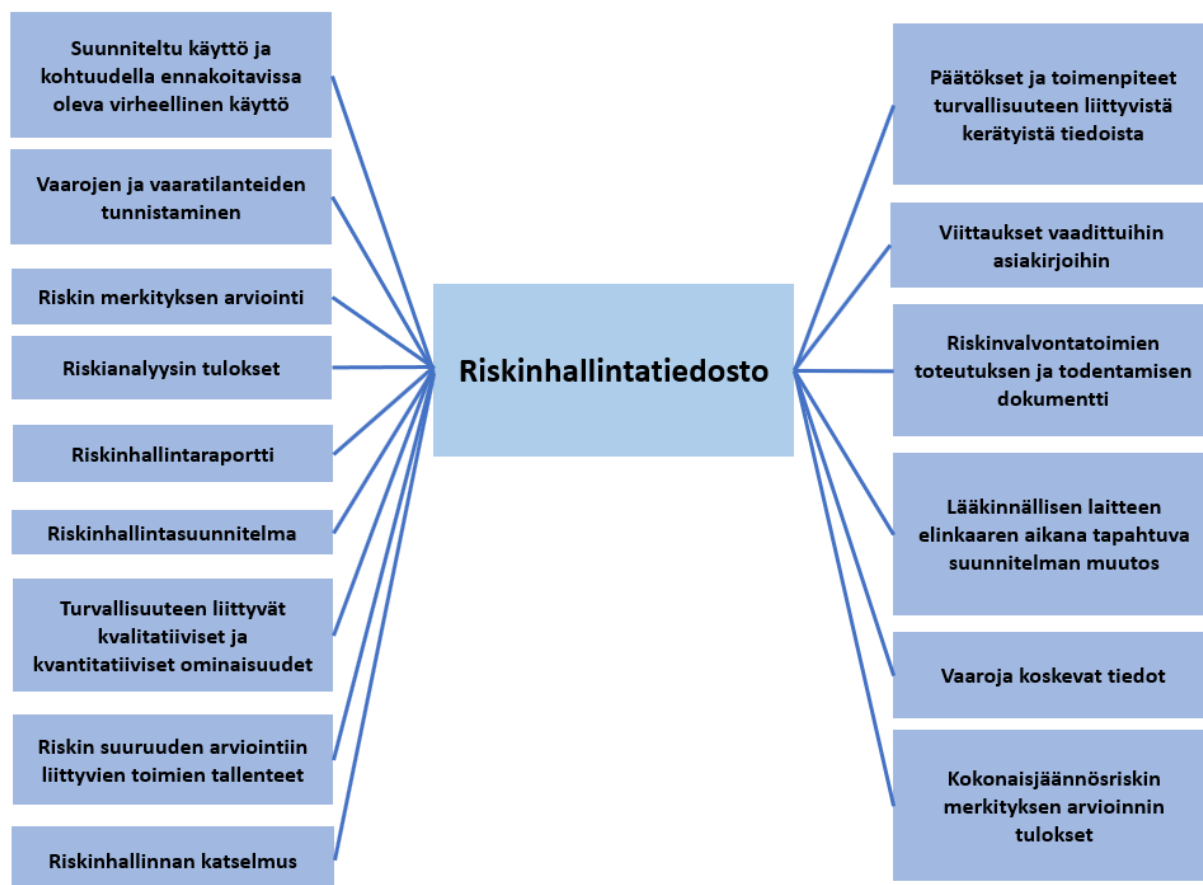 Suunniteltu käyttö ja
kohtuudella ennakoitavissa
oleva virheellinen käyttö
Vaarojen ja vaaratilanteiden
tunnistaminen
Riskin merkityksen arviointi
Riskianalyysin tulokset
Riskinhallintaraportti
Riskinhallintasuunnitelma
Turvallisuuteen liittyvät
kvalitatiiviset ja
kvantitatiiviset ominaisuudet
Riskin suuruuden arviointiin
liittyvien toimien tallenteet
Riskinhallinnan katselmus
Riskinhallintatiedosto
Päätökset ja toimenpiteet
turvallisuuteen liittyvistä
kerätyistä tiedoista
Viittaukset vaadittuihin
asiakirjoihin
Riskinvalvontatoimien
toteutuksen ja todentamisen
dokumentti
Lääkinnällisen laitteen
elinkaaren aikana tapahtuva
suunnitelman muutos
Vaaroja koskevat tiedot
Kokonaisjäännösriskin
merkityksen arvioinnin
tulokset